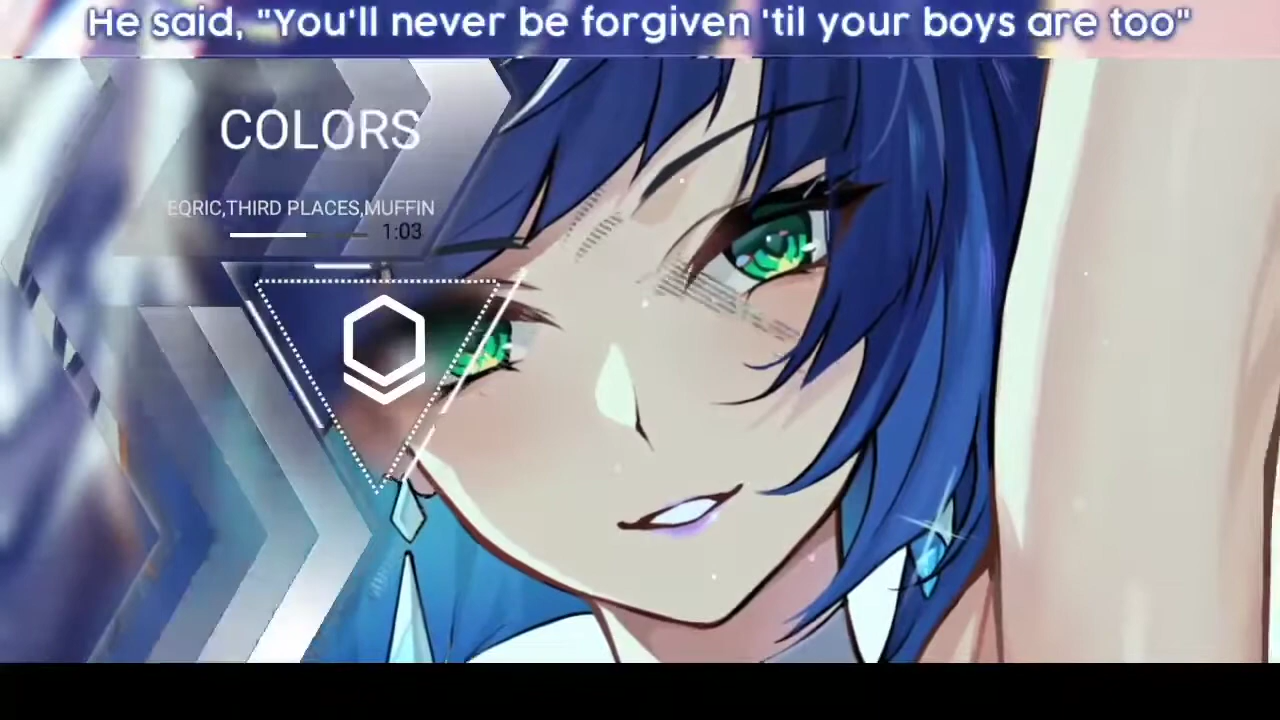 He said, "You'll never be forgiven 'til your boys are too"
COLORS
EQRIC,THIRD PLACES,MUFFIN
1:03